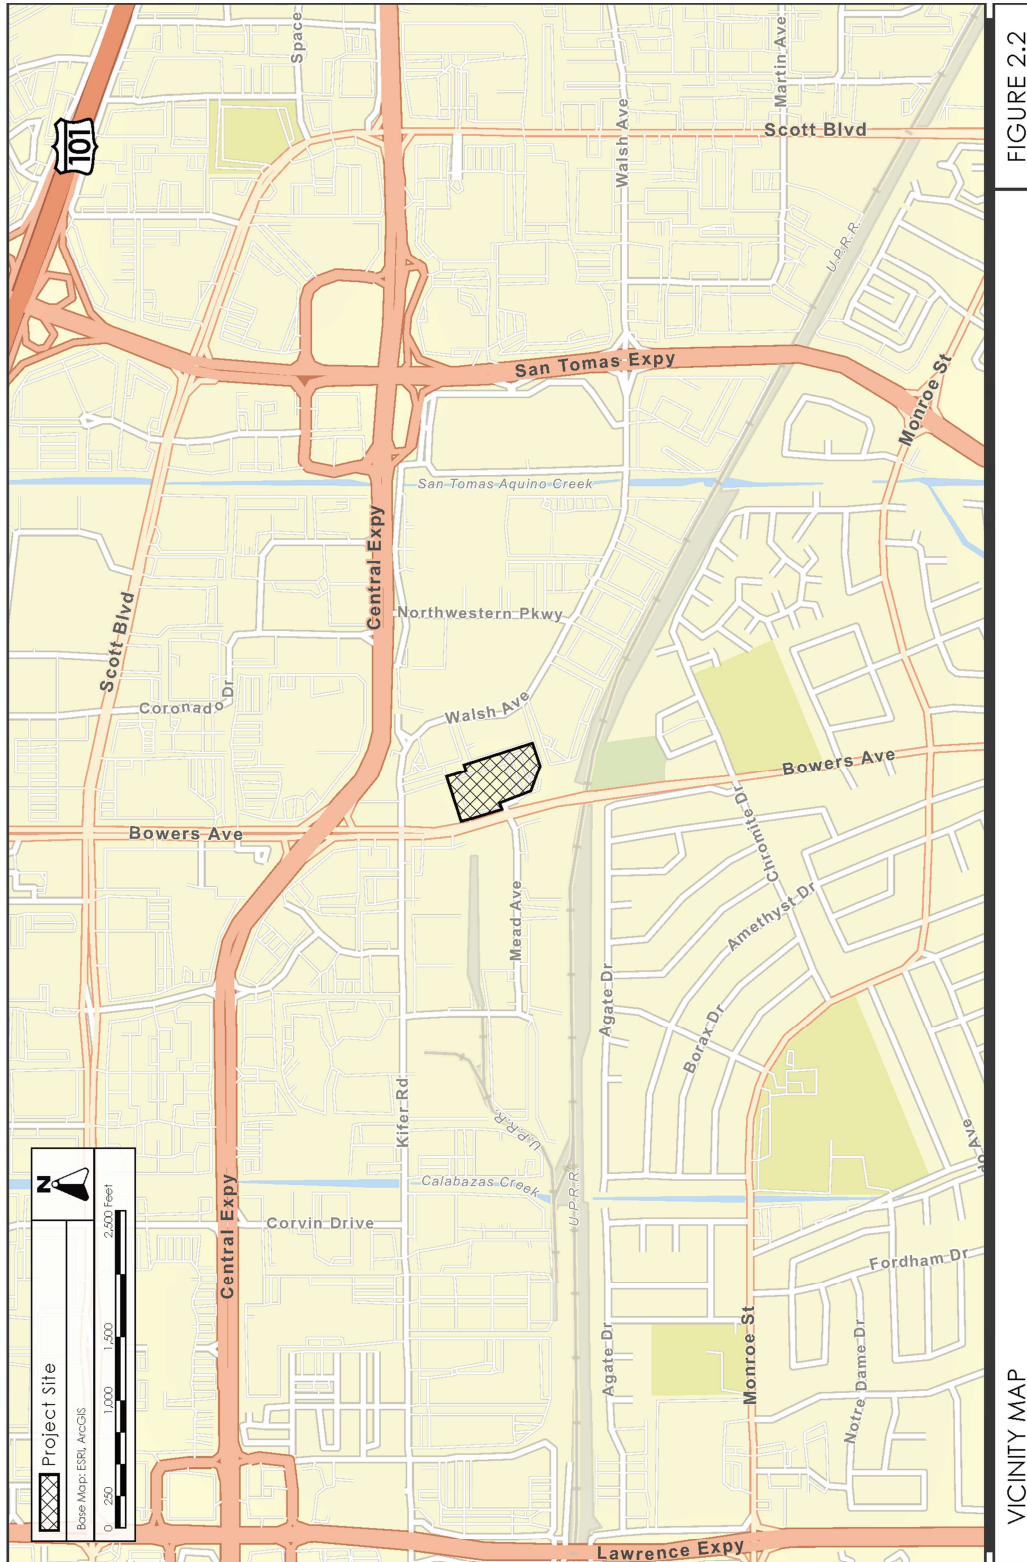 Project Site
Base Map: ESRI, ArcGIS
N
0 250 1,000 1,500 2,500 Feet
101
Space
Scott Blvd
Coronado Dr
Bowers Ave
Central Expy
Central Expy
Corvin Drive
Kifer Rd
Northwestern Pkwy
San Tomas Aquino Creek
San Tomas Expy
Walsh Ave
Walsh Ave
Martin Ave
Scott Blvd
U.P.R.R.
Mead Ave
U.P.R.R.
Calabazas Creek
U.P.R.R.
Agate Dr
Agate Dr
Borax Dr
Amethyst Dr
Chromite Dr
Bowers Ave
Monroe St
Monroe St
Fordham Dr
Notre Dame Dr
Lawrence Expy
Ave
VICINITY MAP
FIGURE 2.2